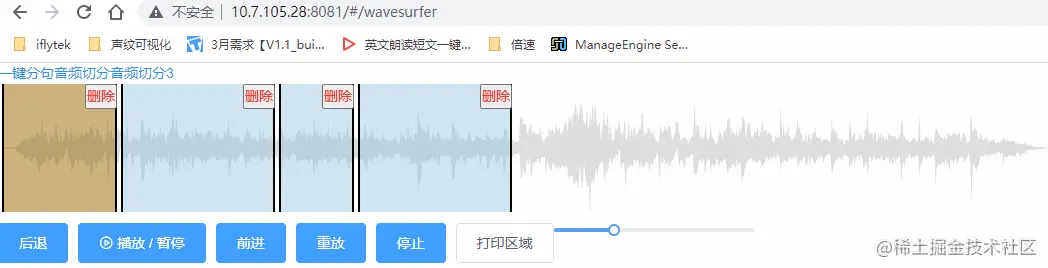 不安全 | 10.7.105.28:8081/#/wavesurfer
iflytek 声纹可视化 3月需求【V1.1_bui... 英文朗读短文一键... 倍速 ManageEngine Se...
一键分句音频切分音频切分3
删除 删除 删除 删除
后退 播放 / 暂停 前进 重放 停止 打印区域
@稀土掘金技术社区